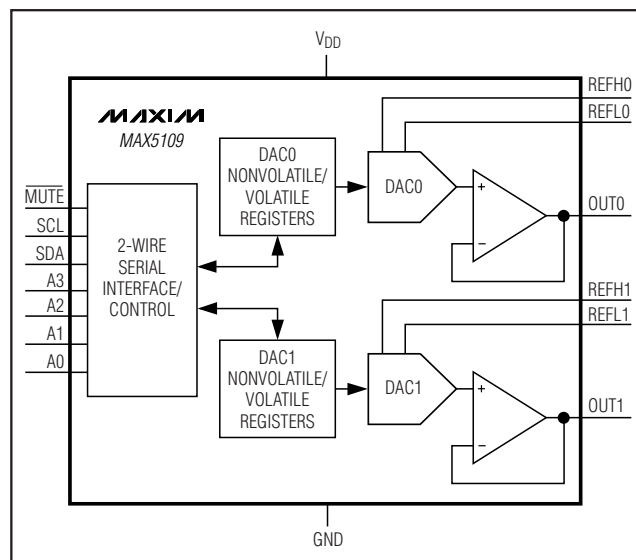 VDD
REFH0
REFL0
MAXIM
MAX5109
DAC0
NONVOLATILE/
VOLATILE
REGISTERS
DAC0
+
−
OUT0
MUTE
SCL
SDA
A3
A2
A1
A0
2-WIRE
SERIAL
INTERFACE/
CONTROL
REFH1
REFL1
DAC1
NONVOLATILE/
VOLATILE
REGISTERS
DAC1
+
−
OUT1
GND